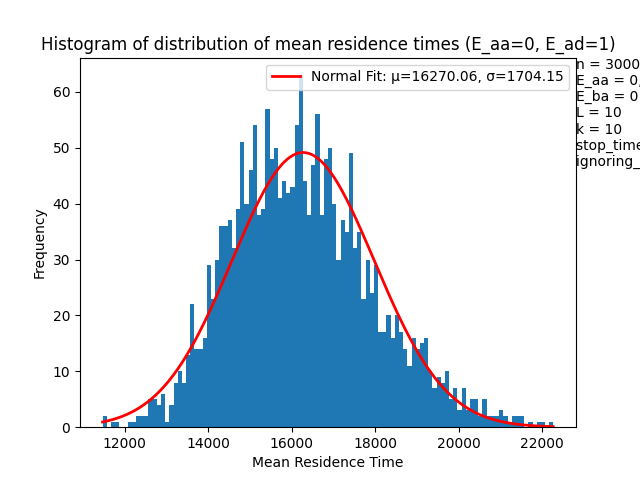 Histogram of distribution of mean residence times (E_aa=0, E_ad=1)
Normal Fit: μ=16270.06, σ=1704.15
n = 3000
E_aa = 0,
E_ba = 0
L = 10
k = 10
stop_time
ignoring_
Frequency
60
50
40
30
20
10
0
12000 14000 16000 18000 20000 22000
Mean Residence Time